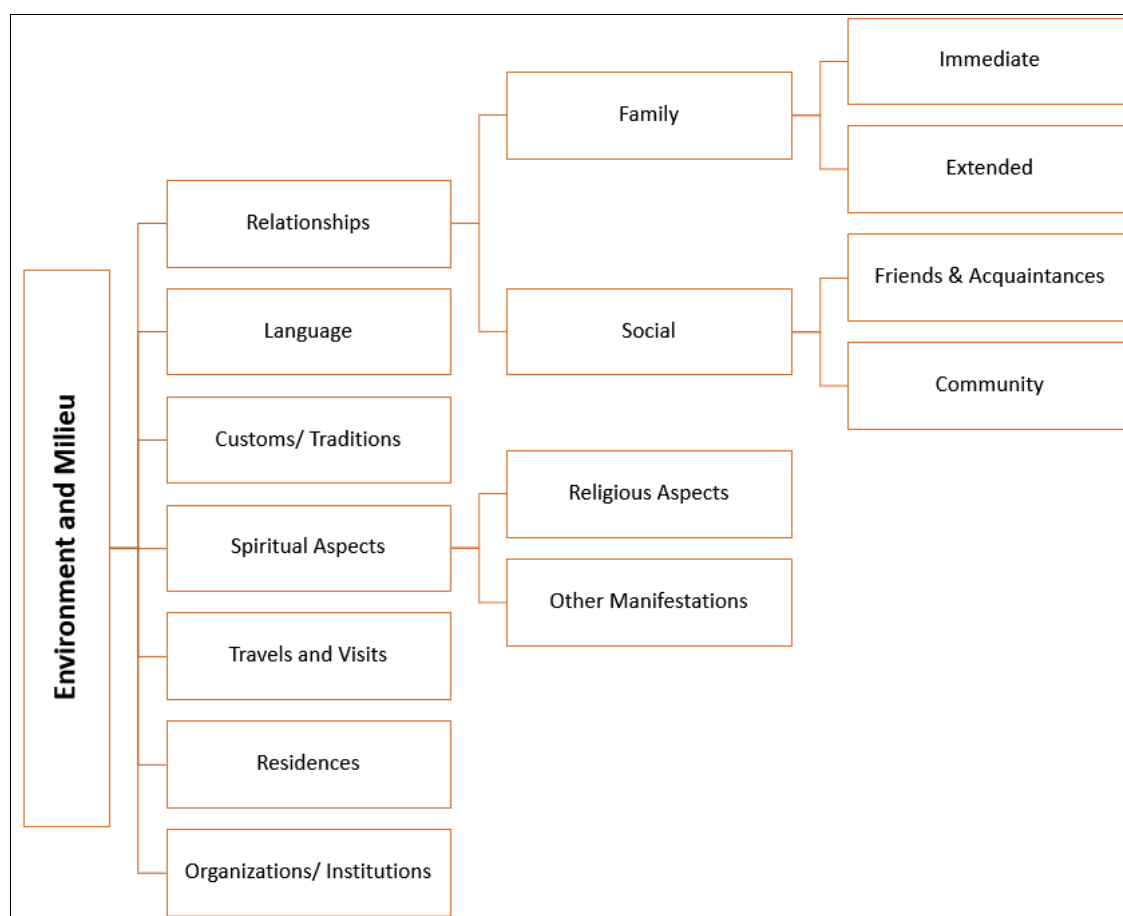 Environment and Milieu
Relationships
Family
Immediate
Extended
Social
Friends & Acquaintances
Community
Language
Customs/ Traditions
Spiritual Aspects
Religious Aspects
Other Manifestations
Travels and Visits
Residences
Organizations/ Institutions